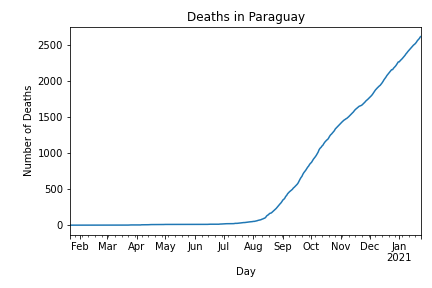 Deaths in Paraguay
Number of Deaths
2500
2000
1500
1000
500
0
Feb Mar Apr May Jun Jul Aug Sep Oct Nov Dec Jan
2021
Day